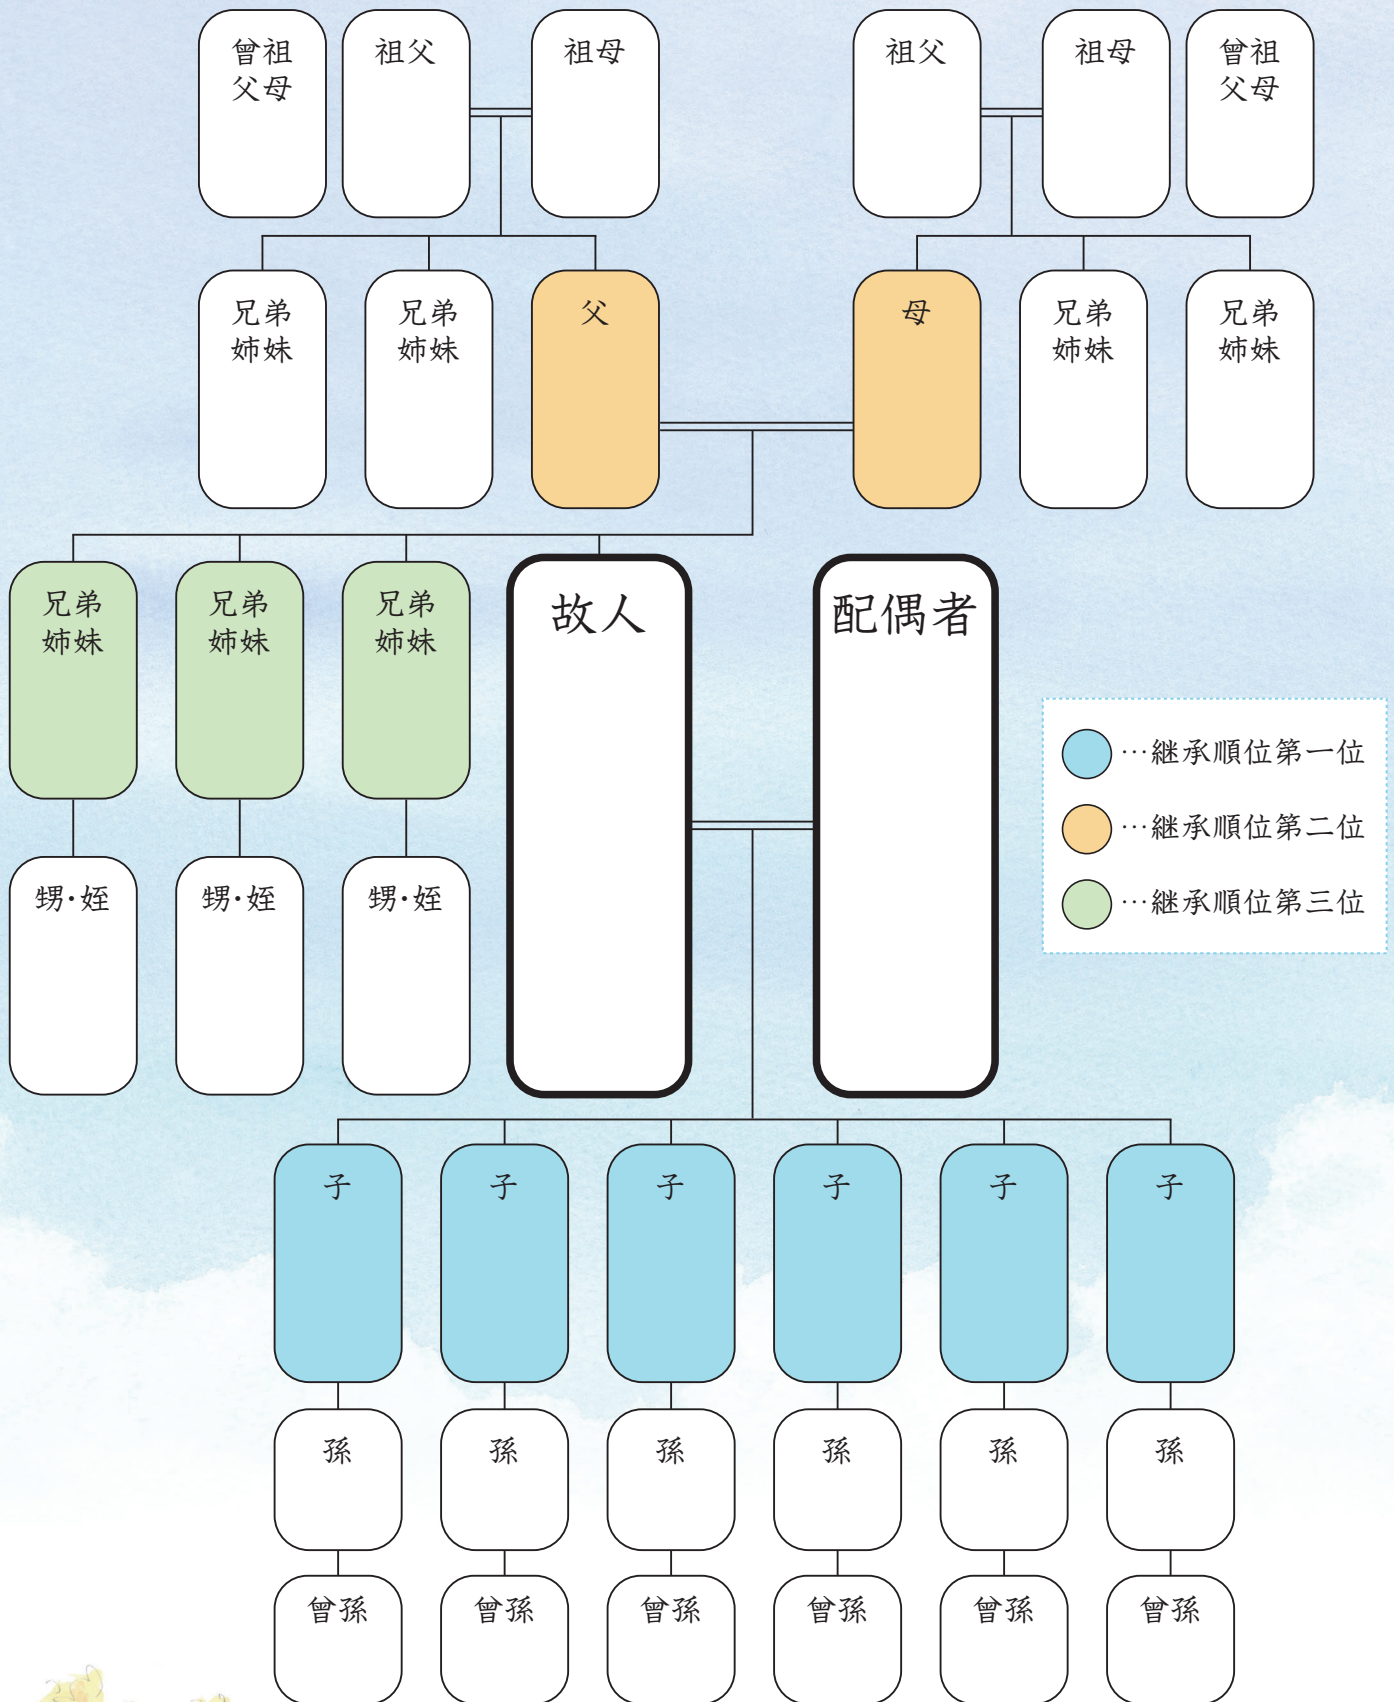 曾祖
父母
祖父
祖母
祖父
祖母
曾祖
父母
兄弟
姉妹
兄弟
姉妹
父
母
兄弟
姉妹
兄弟
姉妹
兄弟
姉妹
兄弟
姉妹
兄弟
姉妹
故人
配偶者
…継承順位第一位
…継承順位第二位
…継承順位第三位
甥·姪
甥·姪
甥·姪
子
子
子
子
子
子
孫
孫
孫
孫
孫
孫
曾孫
曾孫
曾孫
曾孫
曾孫
曾孫